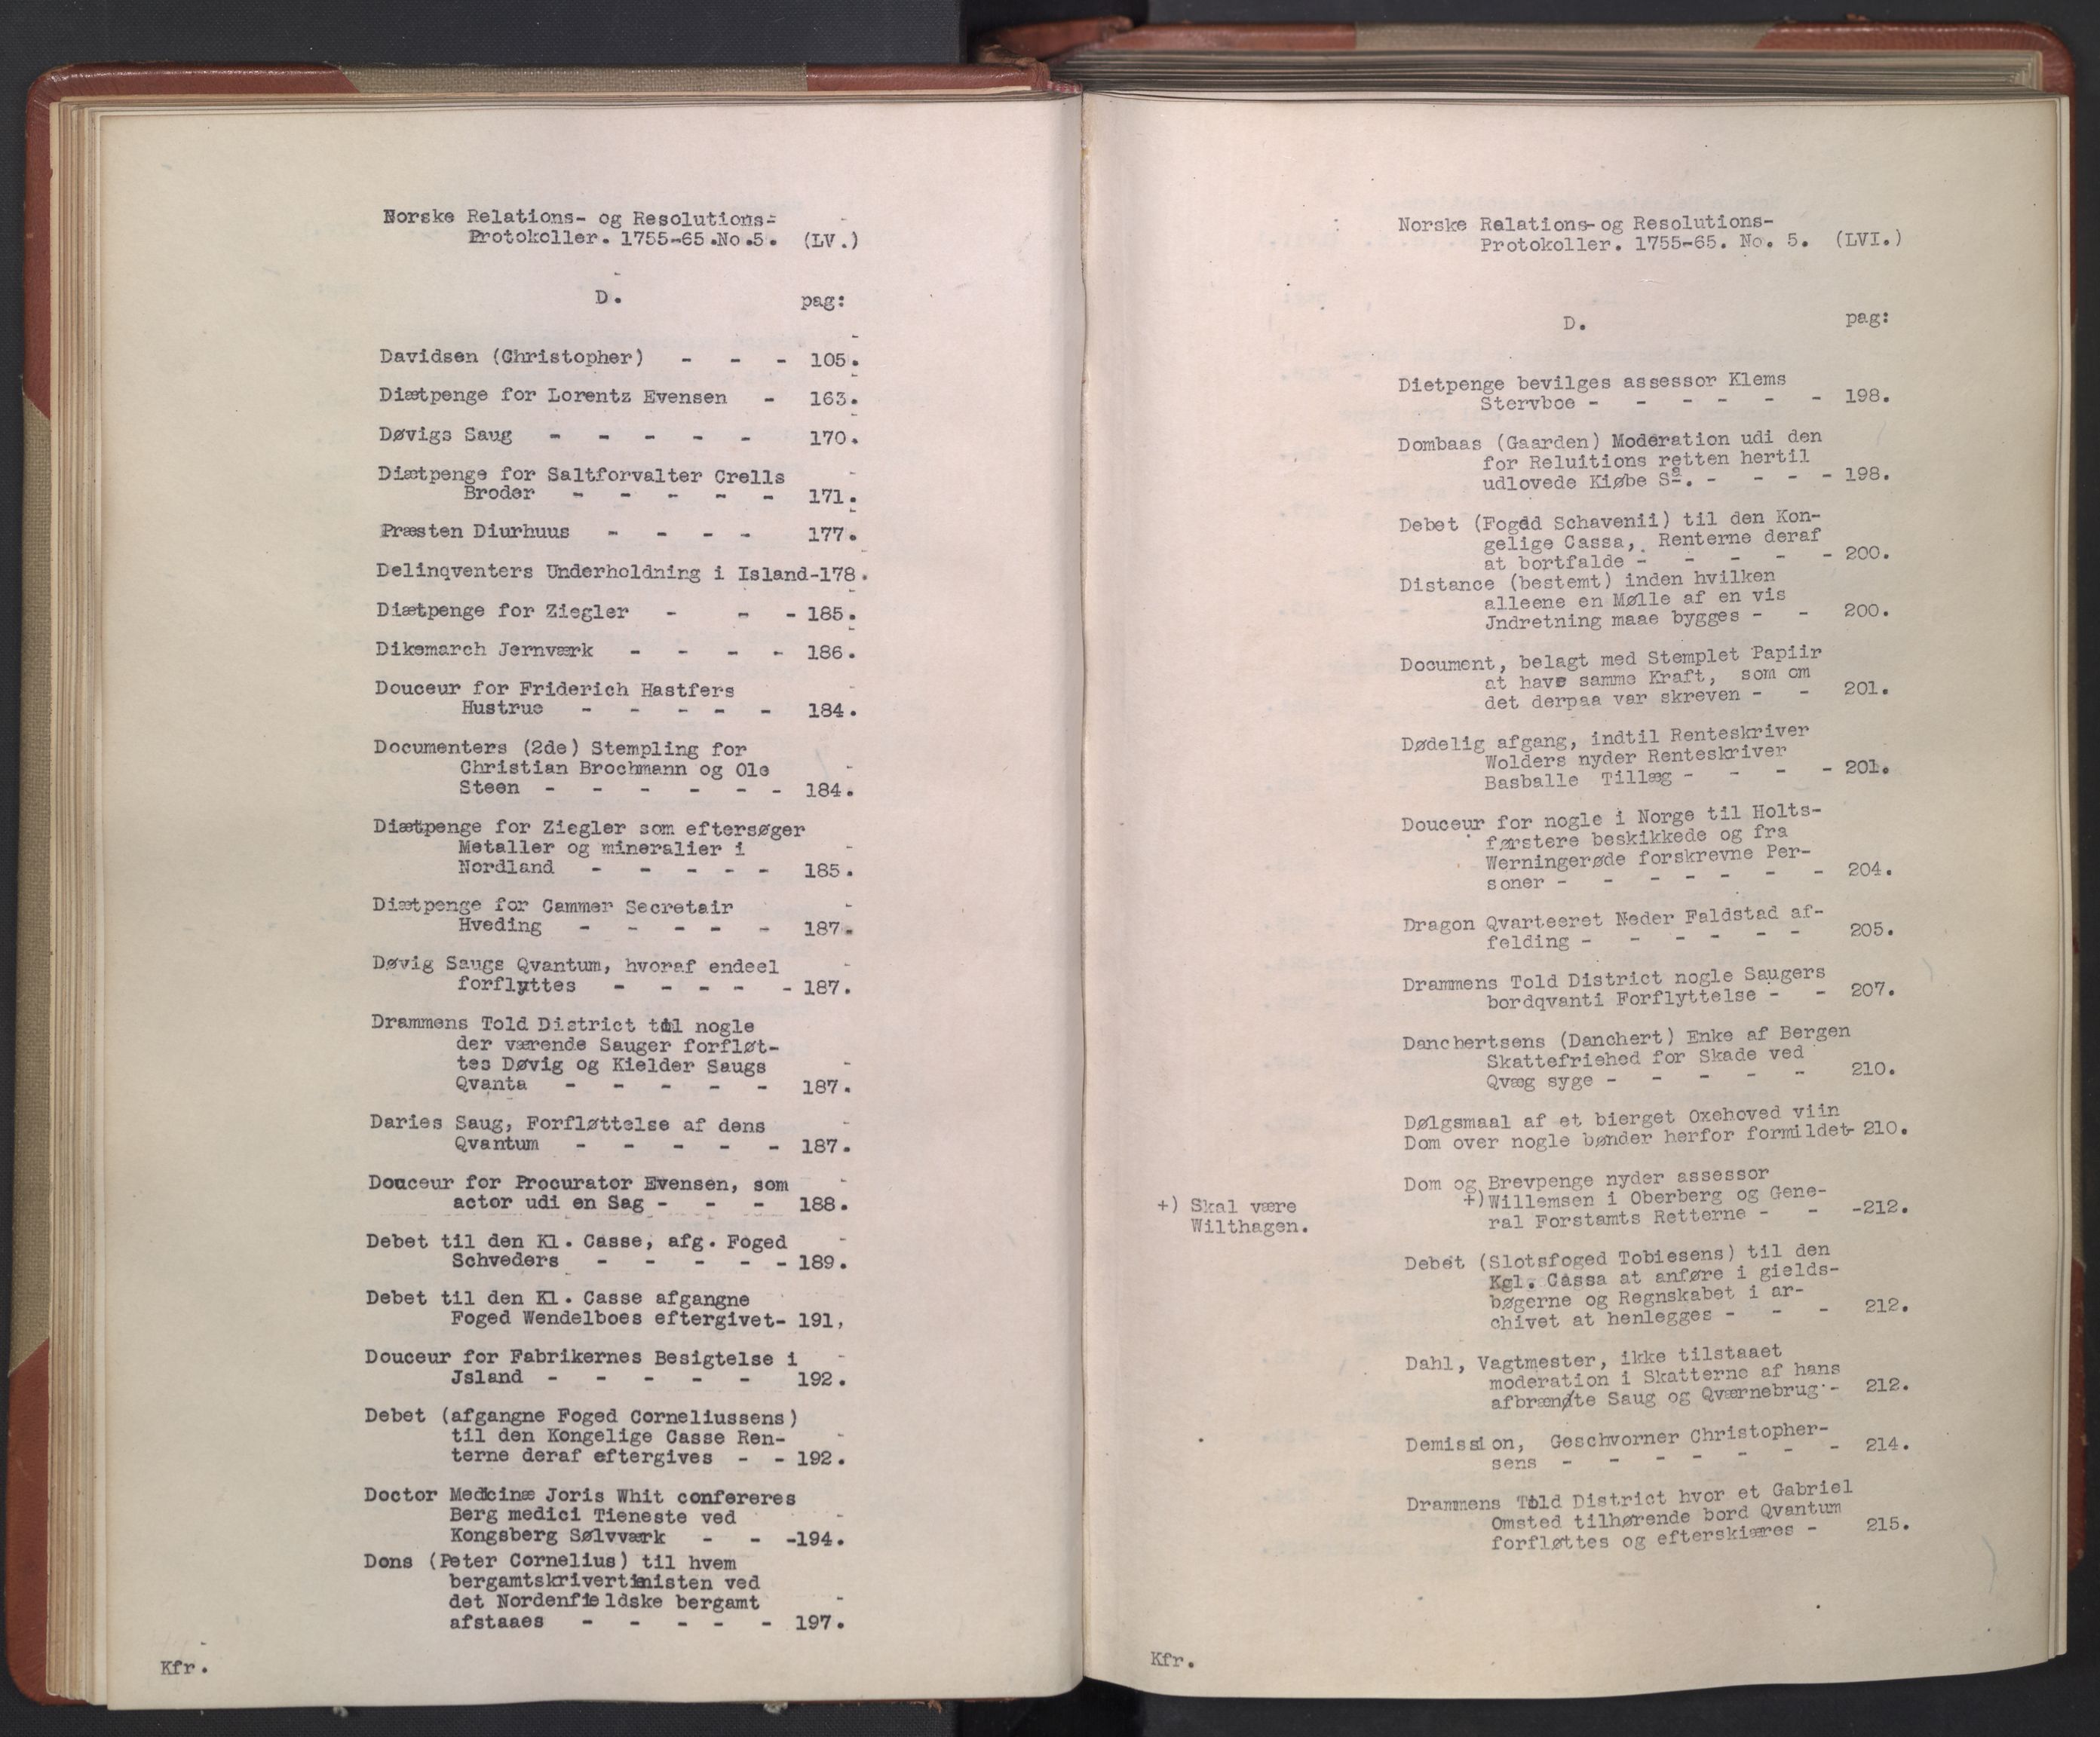 Norske Relations- og Resolutions-
Protokoller. 1755-65.No.5. (LV.)
D. pag:
Davidsen (Christopher) - - - 105.
Diætpenge for Lorentz Evensen - 163.
Døvigs Saug - - - - - 170.
Diætpenge for Saltforvalter Crells
Broder - - - - - 171.
Præsten Diurhuus - - - - 177.
Delinqventers Underholdning i Island-178.
Diætpenge for Ziegler - - - 185.
Dikemarch Jernværk - - - - 186.
Douceur for Friderich Hastfers
Hustrue - - - - - 184.
Documenters (2de) Stempling for
Christian Brochmann og Ole
Steen - - - - - - 184.
Diætpenge for Ziegler som eftersøger
Metaller og mineralier i
Nordland - - - - - 185.
Diætpenge for Cammer Secretair
Hveding - - - - - 187.
Døvig Saugs Qvantum, hvoraf endeel
forflyttes - - - - - 187.
Drammens Told District til nogle
der værende Sauger forfløt-
tes Døvig og Kielder Saugs
Qvanta - - - - - 187.
Daries Saug, Forfløttelse af dens
Qvantum - - - - - 187.
Douceur for Procurator Evensen, som
actor udi en Sag - - - 188.
Debet til den Kl. Casse, afg. Foged
Schveders - - - - - 189.
Debet til den Kl. Casse afgangne
Foged Wendelboes eftergivet- 191,
Douceur for Fabrikernes Besigtelse i
Jsland - - - - - 192.
Debet (afgangne Foged Corneliussens)
til den Kongelige Casse Ren-
terne deraf eftergives - - 192.
Doctor Medicinæ Joris Whit confereres
Berg medici Tieneste ved
Kongsberg Sølvværk - - -194.
Dons (Peter Cornelius) til hvem
bergamtskrivertinisten ved
det Nordenfieldske bergamt
afstaaes - - - - - 197.
Kfr.
Norske Relations- og Resolutions-
Protokoller. 1755-65. No. 5. (LVI.)
D. pag:
Dietpenge bevilges assessor Klems
Stervboe - - - - - - 198.
Dombaas (Gaarden) Moderation udi den
for Reluitions retten hertil
udlovede Kiøbe Sa. - - - - 198.
Debet (Fogdd Schavenii) til den Kon-
gelige Cassa, Renterne deraf
at bortfalde - - - - - 200.
Distance (bestemt) inden hvilken
alleene en Mølle af en vis
Jndretning maae bygges - - 200.
Document, belagt med Stemplet Papiir
at have samme Kraft, som om
det derpaa var skreven - - 201.
Dødelig afgang, indtil Renteskriver
Wolders nyder Renteskriver
Basballe Tillæg - - - - 201.
Douceur for nogle i Norge til Holts-
førstere beskikkede og fra
Werningerøde forskrevne Per-
soner - - - - - - - 204.
Dragon Qvarteeret Neder Faldstad af-
felding - - - - - - 205.
Drammens Told District nogle Saugers
bordqvanti Forflyttelse - - 207.
Danchertsens (Danchert) Enke af Bergen
Skattefriehed for Skade ved
Qvæg syge - - - - - 210.
Dølgsmaal af et bierget Oxehoved viin
Dom over nogle bønder herfor formildet- 210.
Dom og Brevpenge nyder assessor
+) Willemsen i Oberberg og Gene-
ral Forstamts Retterne - - -212.
+) Skal være
Wilthagen.
Debet (Slotsfoged Tobiesens) til den
Kgl. Cassa at anføre i gields-
bøgerne og Regnskabet i ar-
chivet at henlegges - - - 212.
Dahl, Vagtmester, ikke tilstaaet
moderation i Skatterne af hans
afbrændte Saug og Qværnebrug - 212.
Demission, Geschvorner Christopher-
sens - - - - - - - 214.
Drammens Told District hvor et Gabriel
Omsted tilhørende bord Qvantum
forfløttes og efterskiæres - 215.
Kfr.